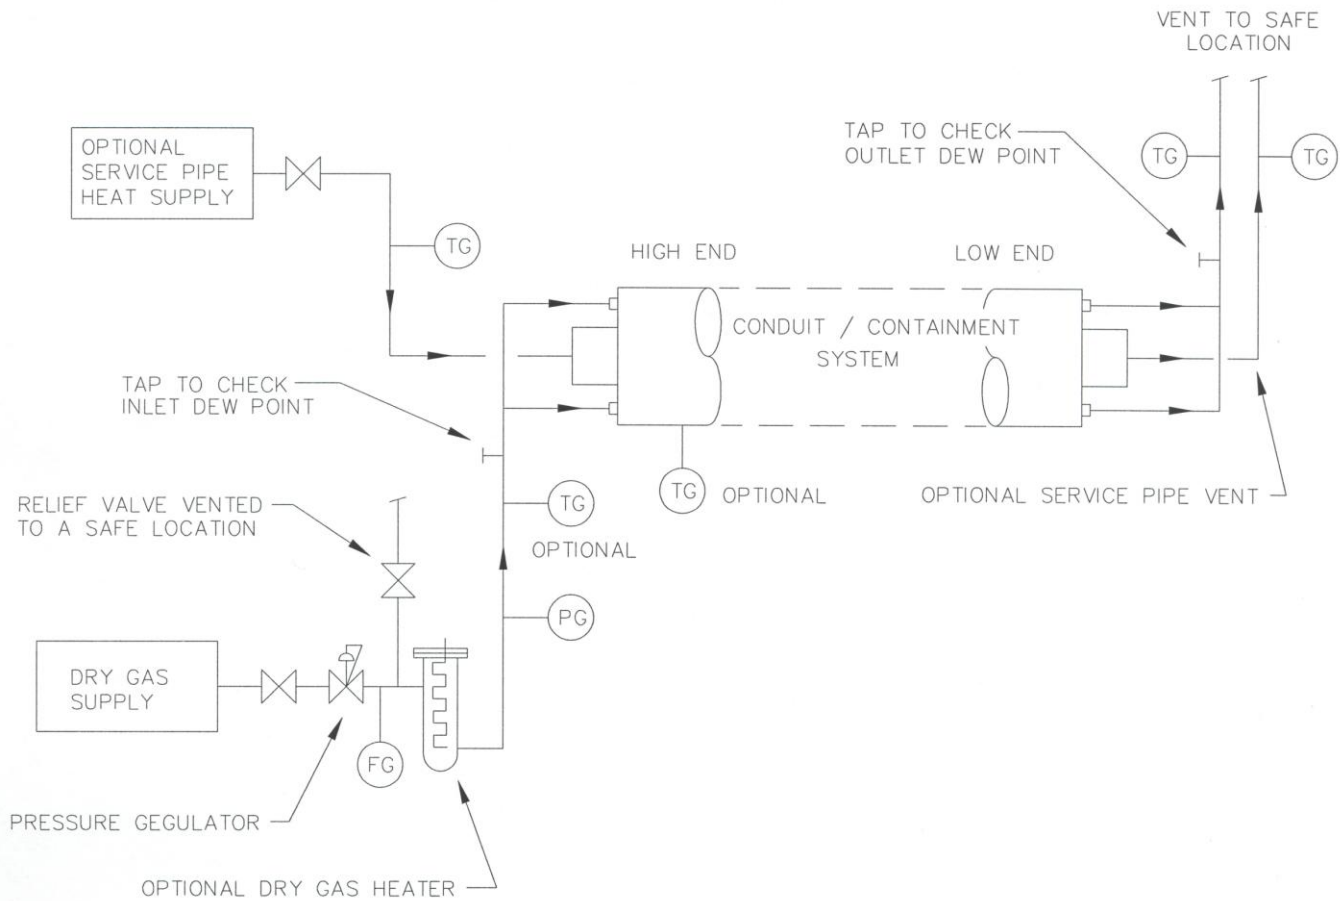 VENT TO SAFE
LOCATION
OPTIONAL
SERVICE PIPE
HEAT SUPPLY
TAP TO CHECK
OUTLET DEW POINT
TG
TG
TG
HIGH END
LOW END
CONDUIT / CONTAINMENT
SYSTEM
TAP TO CHECK
INLET DEW POINT
TG
OPTIONAL
TG
OPTIONAL
OPTIONAL SERVICE PIPE VENT
RELIEF VALVE VENTED
TO A SAFE LOCATION
PG
DRY GAS
SUPPLY
FG
PRESSURE GEGULATOR
OPTIONAL DRY GAS HEATER